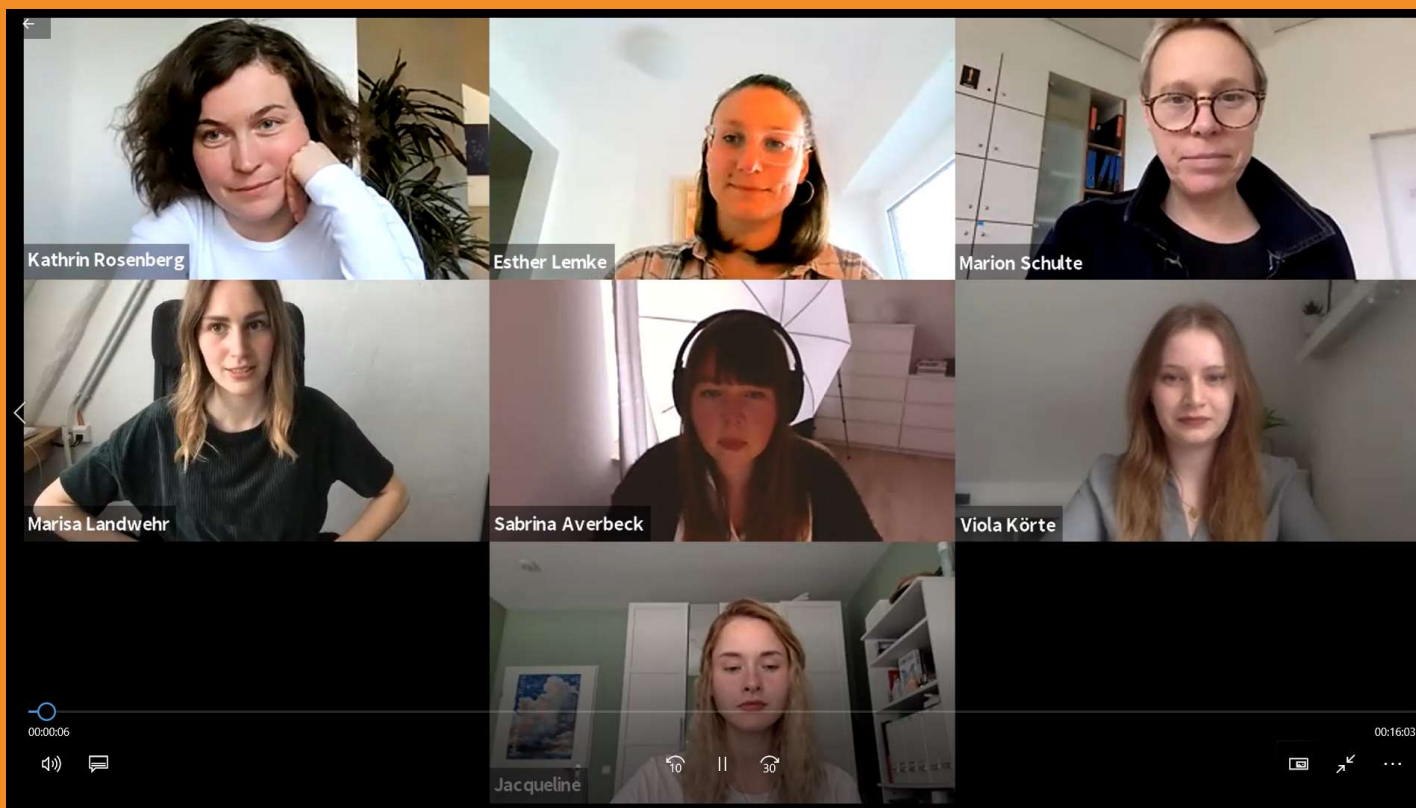 Kathrin Rosenberg
Esther Lemke
Marion Schulte
Marisa Landwehr
Sabrina Averbeck
Viola Körte
Jacqueline
00:00:06
00:16:03
10
30